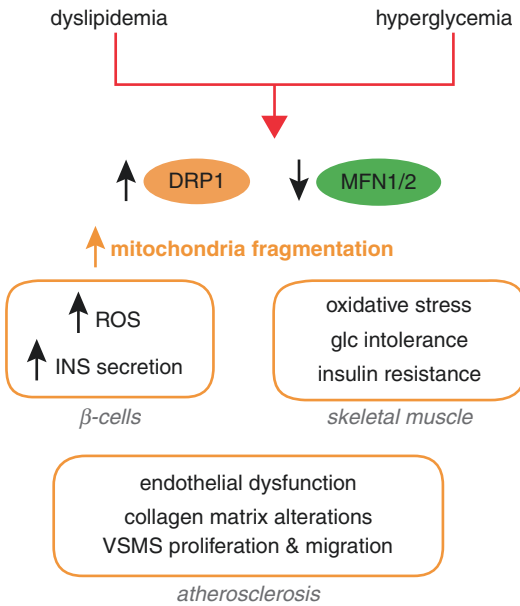 dyslipidemia
hyperglycemia
DRP1
MFN1/2
mitochondria fragmentation
ROS
INS secretion
β-cells
oxidative stress
glc intolerance
insulin resistance
skeletal muscle
endothelial dysfunction
collagen matrix alterations
VSMS proliferation & migration
atherosclerosis